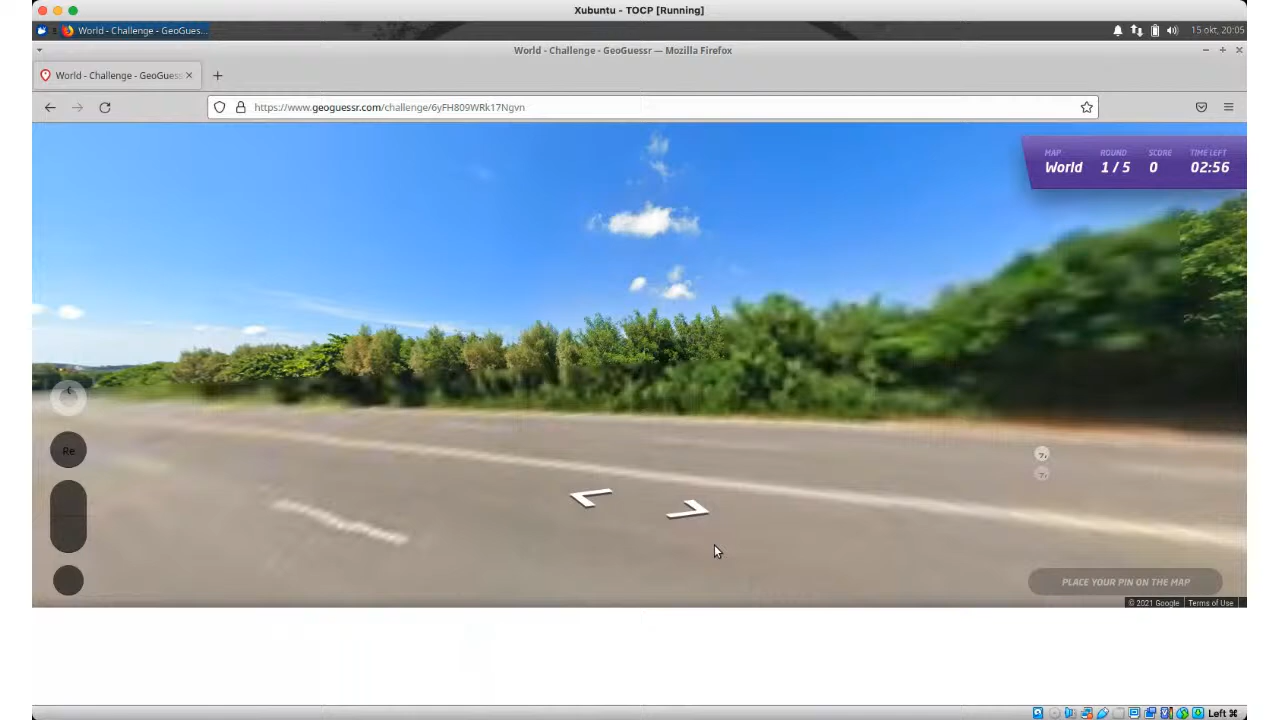 Xubuntu - TOCP [Running]
World - Challenge - GeoGues...
15 okt, 20:05
World - Challenge - GeoGuessr — Mozilla Firefox
World - Challenge - GeoGuess
https://www.geoguessr.com/challenge/6yFH809WRk17Ngvn
MAP ROUND SCORE TIME LEFT
World 1 / 5 0 02:56
Re
PLACE YOUR PIN ON THE MAP
© 2021 Google Terms of Use
Left ⌘